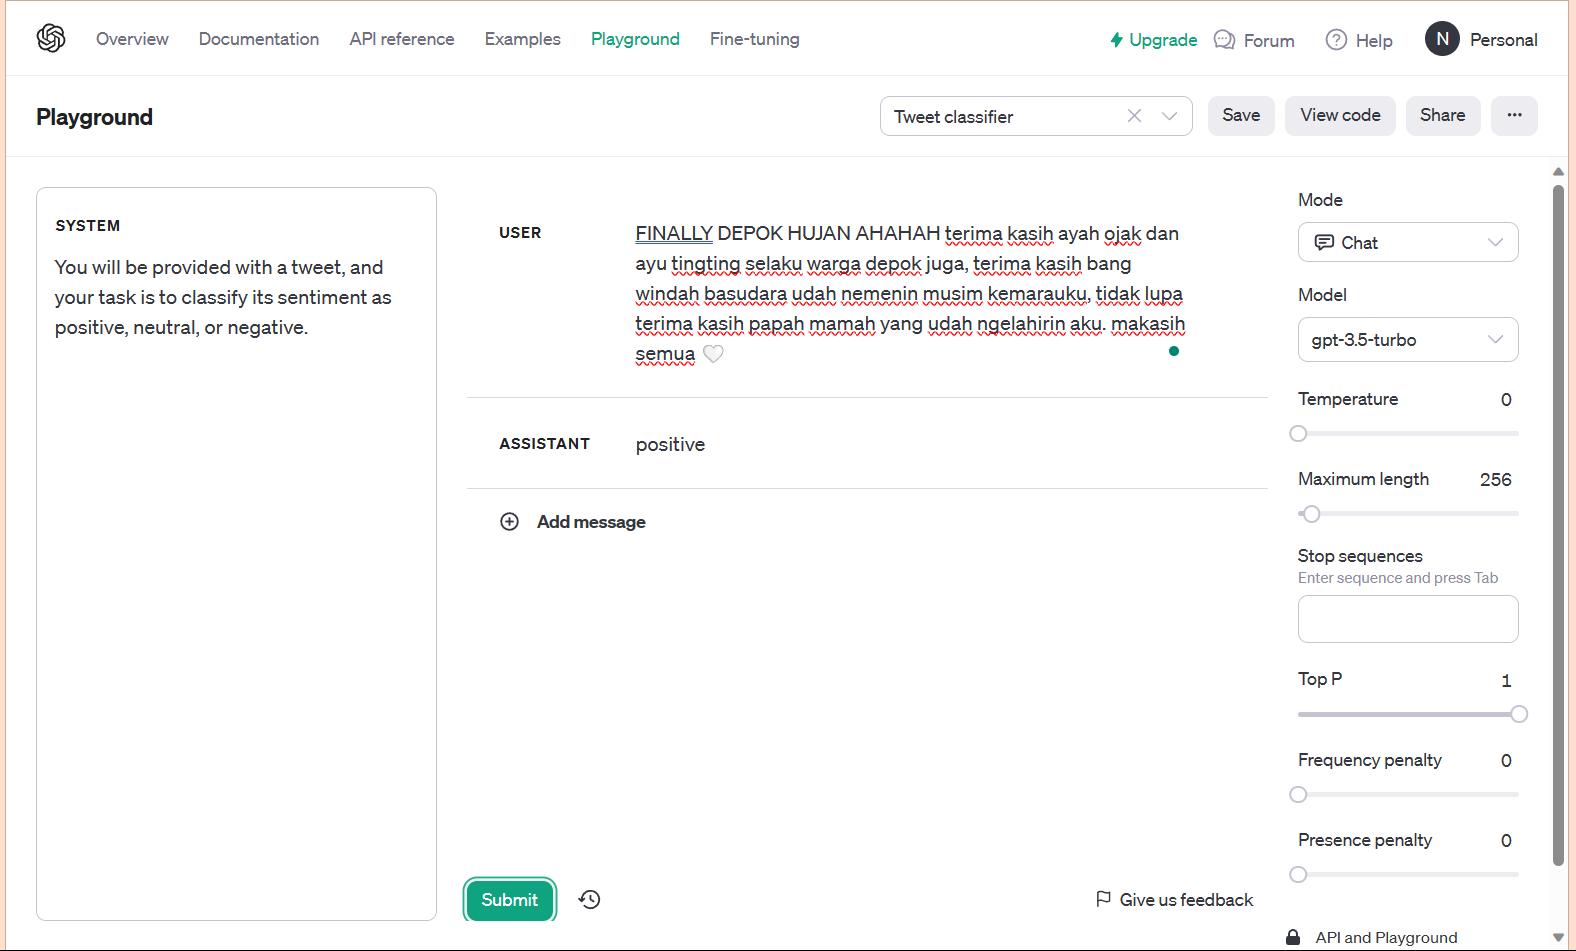 Overview Documentation API reference Examples Playground Fine-tuning Upgrade Forum Help N Personal
Playground Tweet classifier Save View code Share ...
SYSTEM
You will be provided with a tweet, and
your task is to classify its sentiment as
positive, neutral, or negative.
USER
FINALLY DEPOK HUJAN AHAHAH terima kasih ayah ojak dan
ayu tingting selaku warga depok juga, terima kasih bang
windah basudara udah nemenin musim kemarauku, tidak lupa
terima kasih papah mamah yang udah ngelahirin aku. makasih
semua 🤍
ASSISTANT positive
Add message
Submit
Give us feedback
Mode
Chat
Model
gpt-3.5-turbo
Temperature 0
Maximum length 256
Stop sequences
Enter sequence and press Tab
Top P 1
Frequency penalty 0
Presence penalty 0
API and Playground